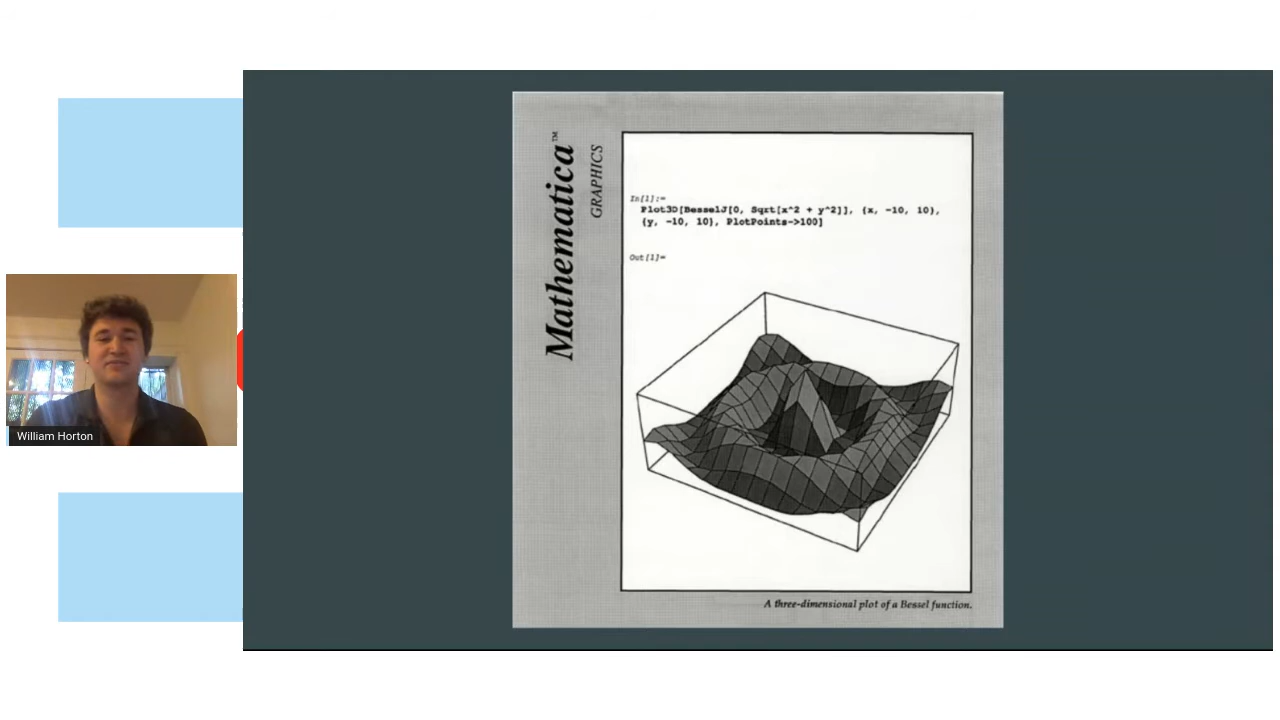 Mathematica™
GRAPHICS
In[1]:=
Plot3D[BesselJ[0, Sqrt[x^2 + y^2]], {x, -10, 10},
{y, -10, 10}, PlotPoints->100]
Out[1]=
A three-dimensional plot of a Bessel function.
William Horton